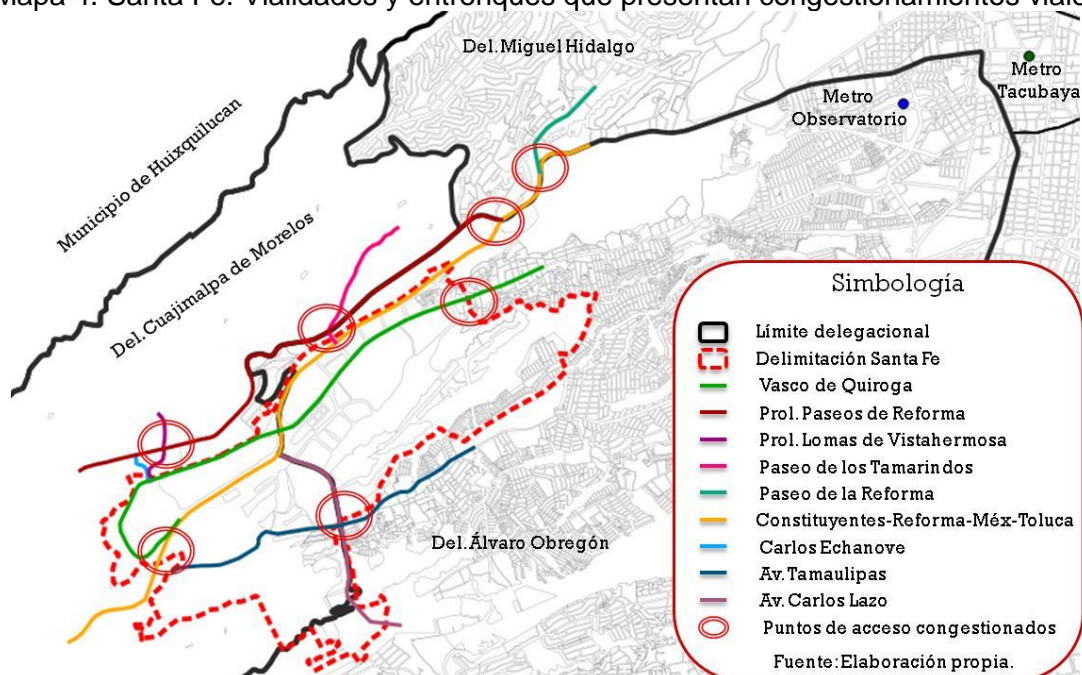 Mapa 4. Santa Fe. Vialidades y entronques que presentan congestionamientos viales
Del. Miguel Hidalgo
Metro
Tacubaya
Metro
Observatorio
Municipio de Huixquilucan
Del. Cuajimalpa de Morelos
Del. Álvaro Obregón
Simbología
Límite delegacional
Delimitación Santa Fe
Vasco de Quiroga
Prol. Paseos de Reforma
Prol. Lomas de Vistahermosa
Paseo de los Tamarindos
Paseo de la Reforma
Constituyentes-Reforma-Méx-Toluca
Carlos Echanove
Av. Tamaulipas
Av. Carlos Lazo
Puntos de acceso congestionados
Fuente: Elaboración propia.